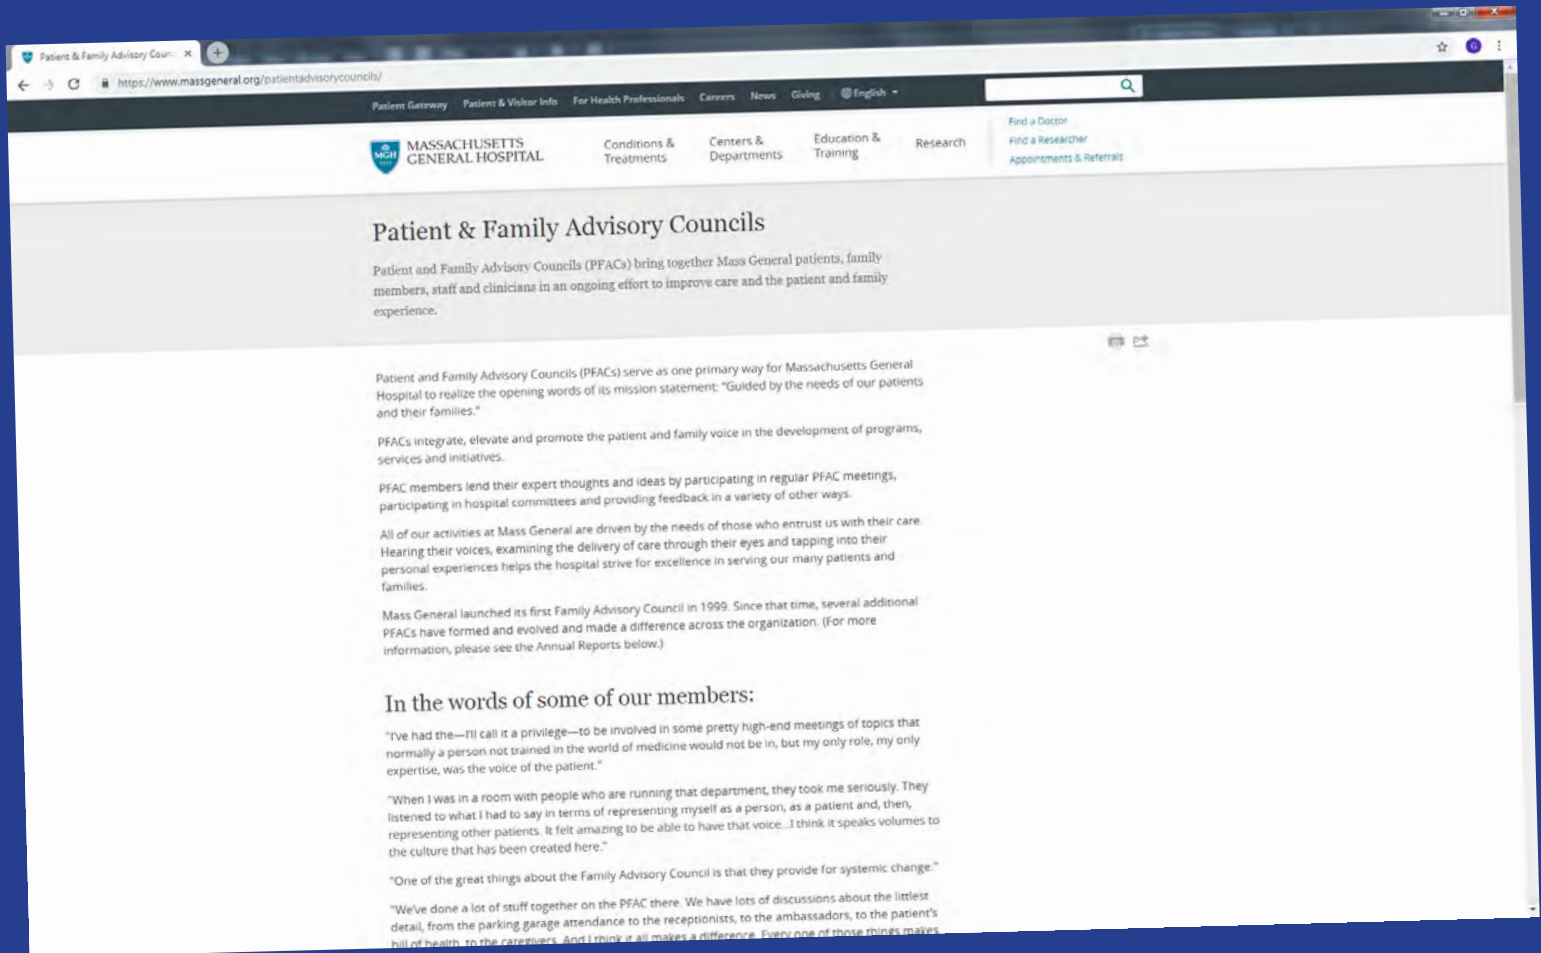 Patient & Family Advisory Coun
https://www.massgeneral.org/patientadvisorycouncils/
G
Patient Gateway Patient & Visitor Info For Health Professionals Careers News Giving English
MGH
MASSACHUSETTS
GENERAL HOSPITAL
Conditions &
Treatments
Centers &
Departments
Education &
Training
Research
Find a Doctor
Find a Researcher
Appointments & Referrals
Patient & Family Advisory Councils
Patient and Family Advisory Councils (PFACs) bring together Mass General patients, family
members, staff and clinicians in an ongoing effort to improve care and the patient and family
experience.
Patient and Family Advisory Councils (PFACs) serve as one primary way for Massachusetts General
Hospital to realize the opening words of its mission statement: "Guided by the needs of our patients
and their families."
PFACs integrate, elevate and promote the patient and family voice in the development of programs,
services and initiatives.
PFAC members lend their expert thoughts and ideas by participating in regular PFAC meetings,
participating in hospital committees and providing feedback in a variety of other ways.
All of our activities at Mass General are driven by the needs of those who entrust us with their care.
Hearing their voices, examining the delivery of care through their eyes and tapping into their
personal experiences helps the hospital strive for excellence in serving our many patients and
families.
Mass General launched its first Family Advisory Council in 1999. Since that time, several additional
PFACs have formed and evolved and made a difference across the organization. (For more
information, please see the Annual Reports below.)
In the words of some of our members:
"I've had the—I'll call it a privilege—to be involved in some pretty high-end meetings of topics that
normally a person not trained in the world of medicine would not be in, but my only role, my only
expertise, was the voice of the patient."
"When I was in a room with people who are running that department, they took me seriously. They
listened to what I had to say in terms of representing myself as a person, as a patient and, then,
representing other patients. It felt amazing to be able to have that voice...I think it speaks volumes to
the culture that has been created here."
"One of the great things about the Family Advisory Council is that they provide for systemic change."
"We've done a lot of stuff together on the PFAC there. We have lots of discussions about the littlest
detail, from the parking garage attendance to the receptionists, to the ambassadors, to the patient's
bill of health, to the caregivers. And I think it all makes a difference. Every one of those things makes